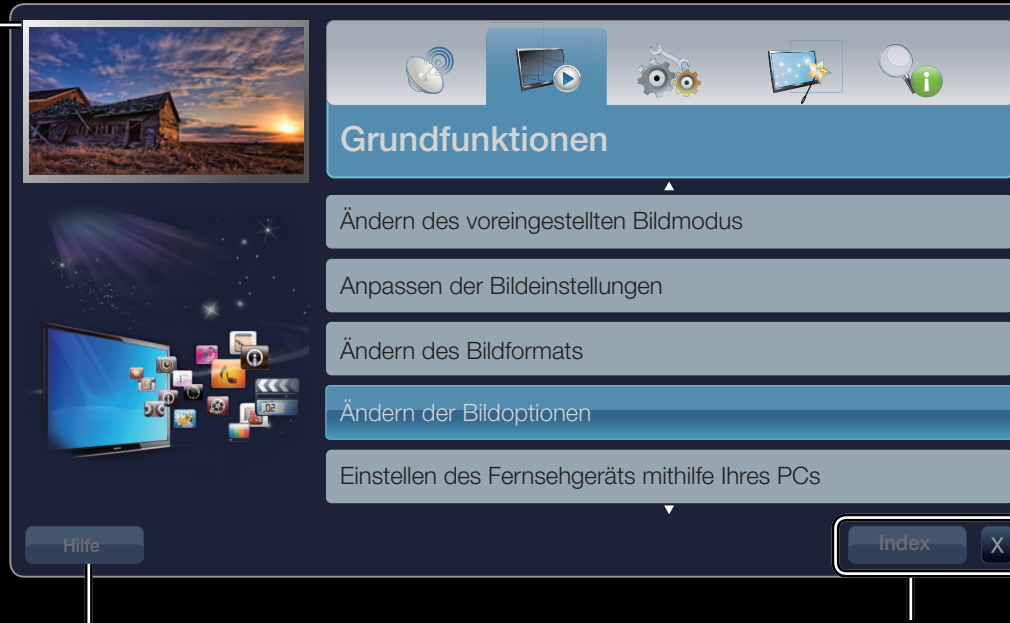 Grundfunktionen
Ändern des voreingestellten Bildmodus
Anpassen der Bildeinstellungen
Ändern des Bildformats
Ändern der Bildoptionen
Einstellen des Fernsehgeräts mithilfe Ihres PCs
Hilfe
Index X